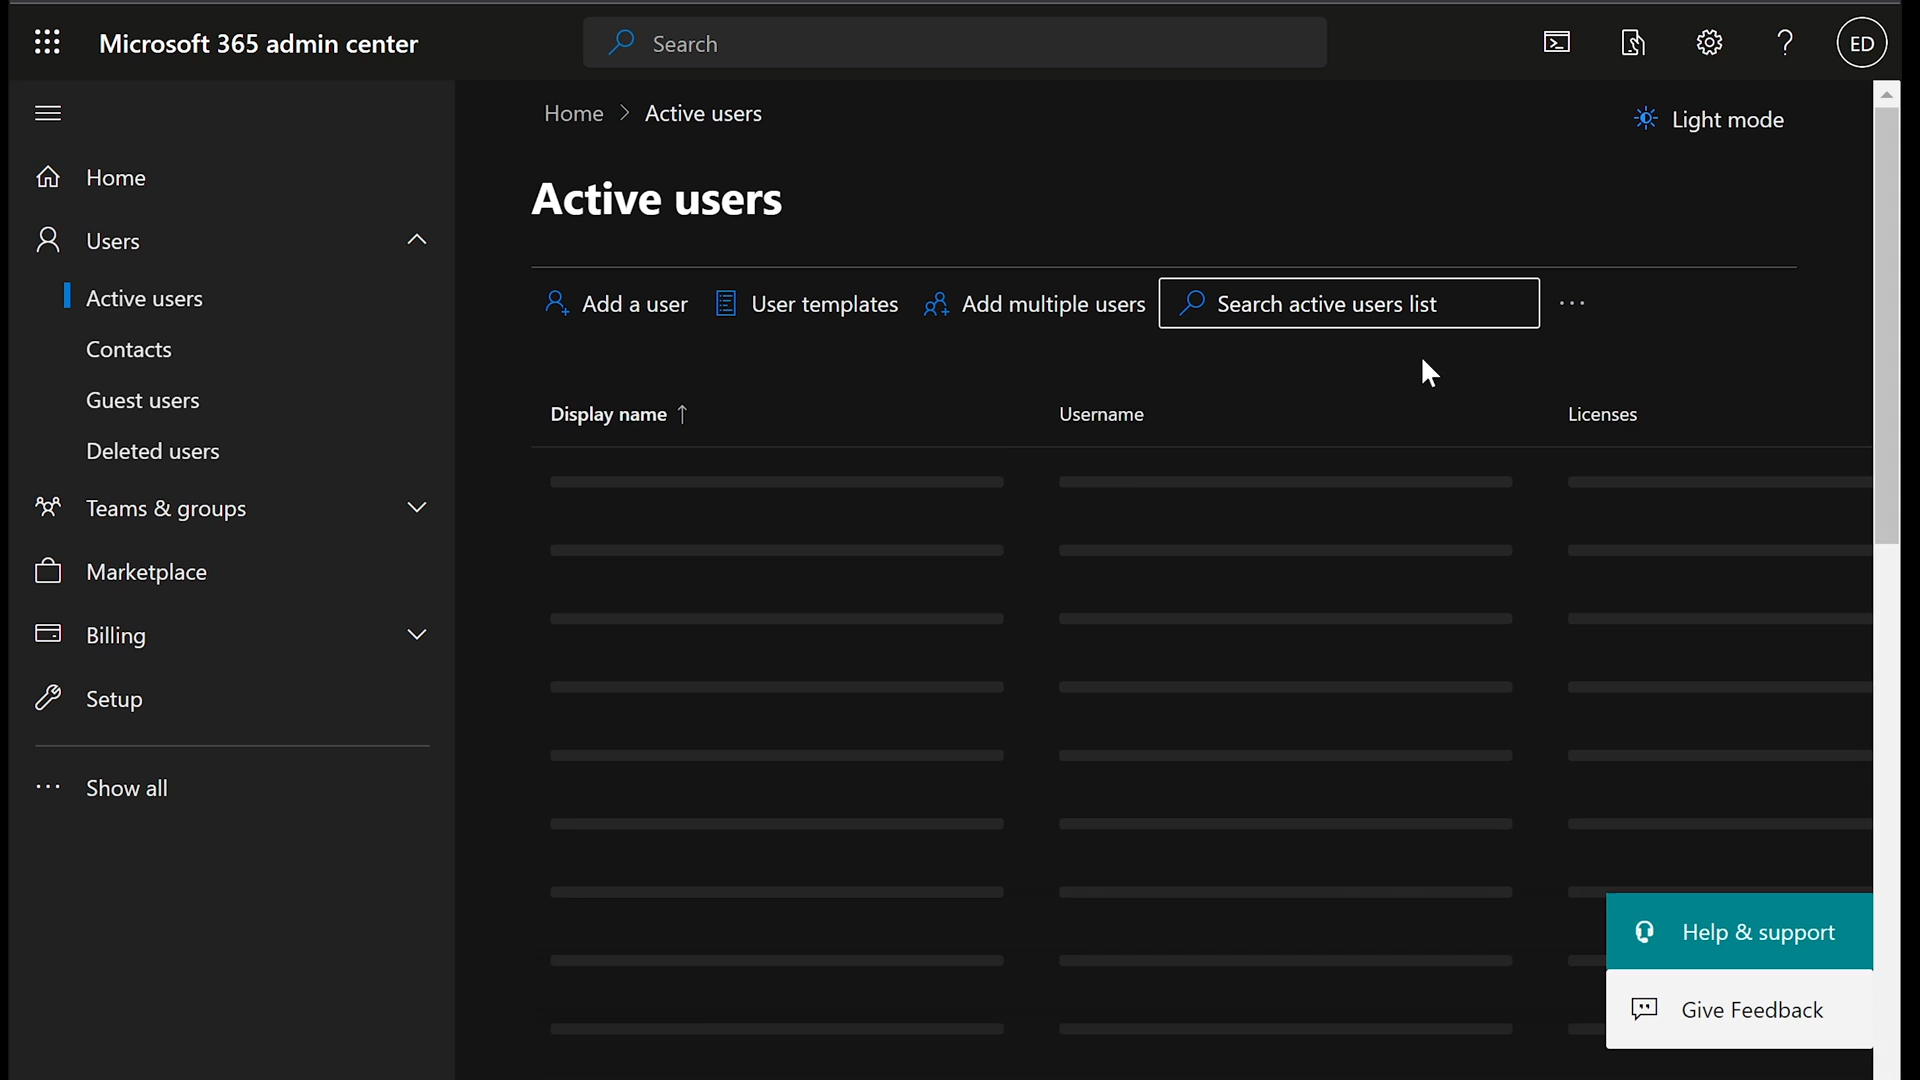 Microsoft 365 admin center
Search
ED
Home > Active users
Light mode
Home
Users
Active users
Contacts
Guest users
Deleted users
Teams & groups
Marketplace
Billing
Setup
Show all
Active users
Add a user
User templates
Add multiple users
Search active users list
Display name ↑
Username
Licenses
Help & support
Give Feedback